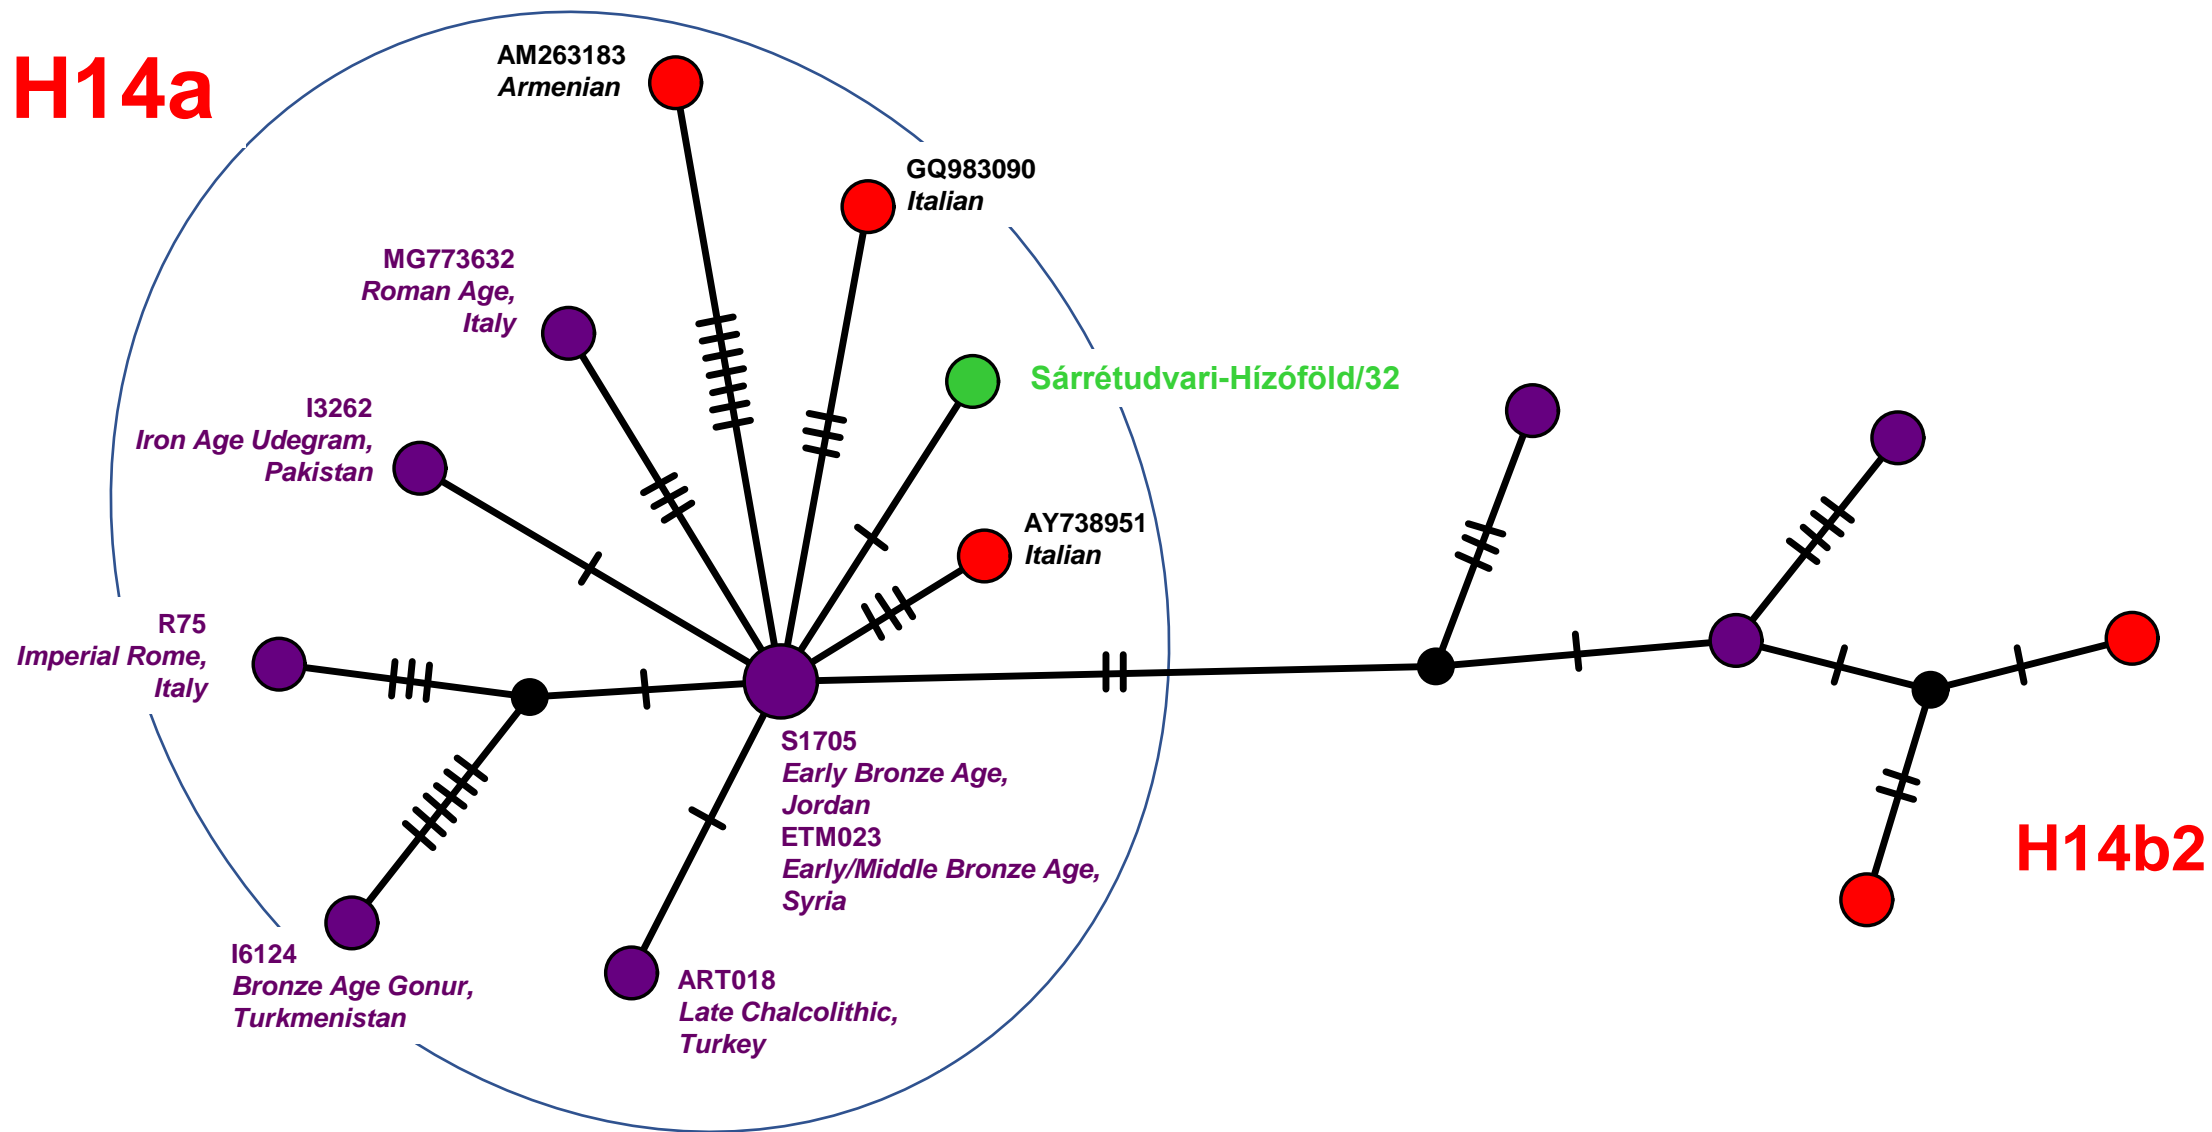 H14a
AM263183
Armenian
GQ983090
Italian
MG773632
Roman Age,
Italy
Sárrétudvari-Hízóföld/32
I3262
Iron Age Udegram,
Pakistan
AY738951
Italian
R75
Imperial Rome,
Italy
S1705
Early Bronze Age,
Jordan
ETM023
Early/Middle Bronze Age,
Syria
H14b2
I6124
Bronze Age Gonur,
Turkmenistan
ART018
Late Chalcolithic,
Turkey